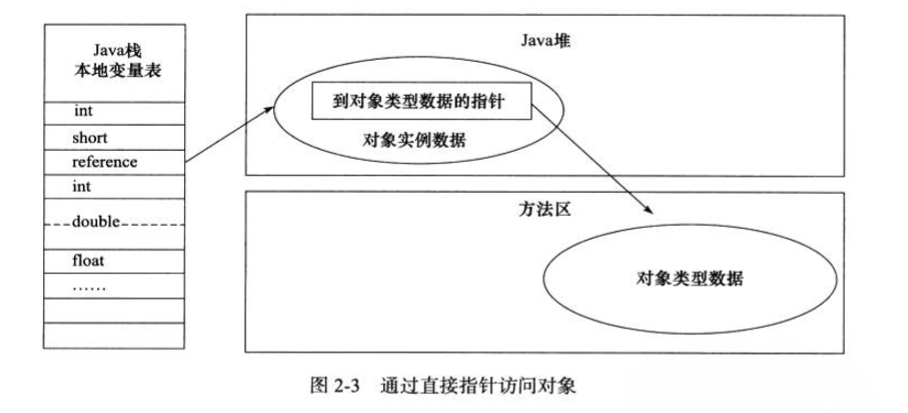 Java栈
本地变量表
int
short
reference
int
double
float
……
Java堆
到对象类型数据的指针
对象实例数据
方法区
对象类型数据
图 2-3 通过直接指针访问对象